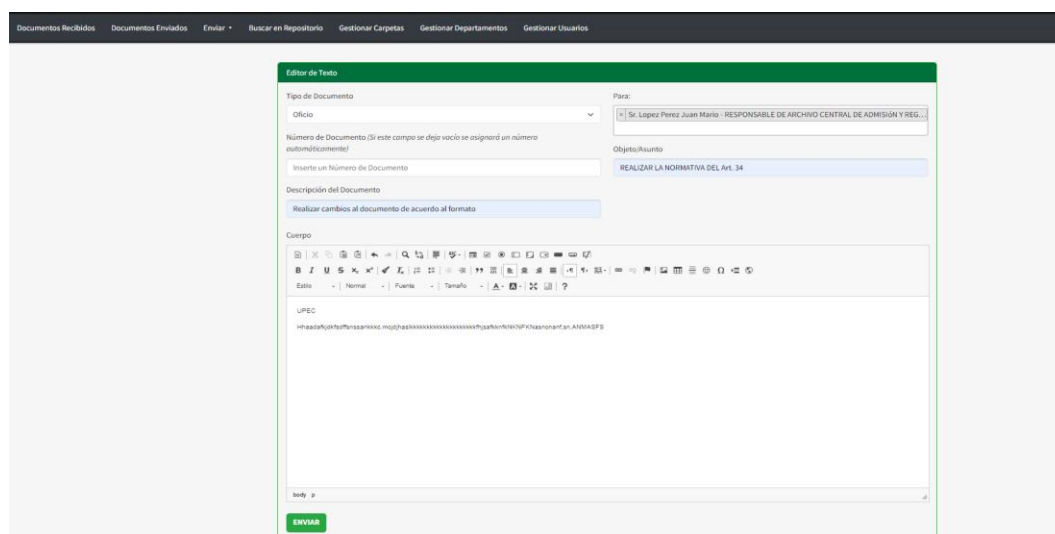 Documentos Recibidos Documentos Enviados Enviar Buscar en Repositorio Gestionar Carpetas Gestionar Departamentos Gestionar Usuarios
Editor de Texto
Tipo de Documento
Para:
Oficio
× Sr. Lopez Perez Juan Mario - RESPONSABLE DE ARCHIVO CENTRAL DE ADMISIóN Y REG...
Número de Documento (Si este campo se deja vacío se asignará un número
automáticamente)
Objeto/Asunto
Inserte un Número de Documento
REALIZAR LA NORMATIVA DEL Art. 34
Descripción del Documento
Realizar cambios al documento de acuerdo al formato
Cuerpo
Estilo Normal Fuente Tamaño
UPEC
body p
ENVIAR